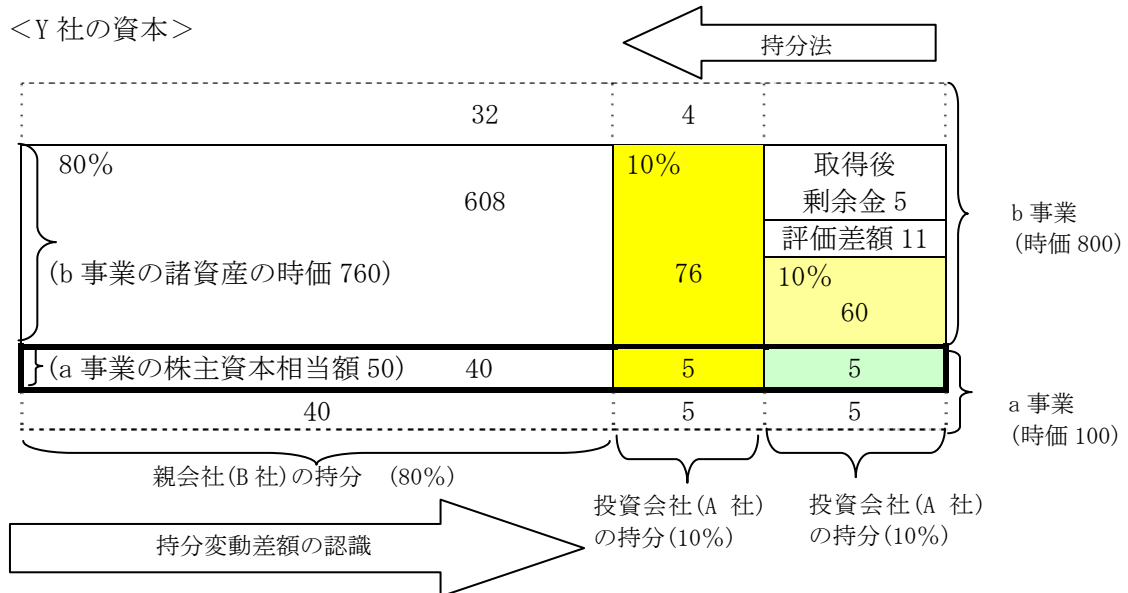 ＜Y 社の資本＞
持分法
32
4
80%
10%
取得後
剰余金 5
608
評価差額 11
b 事業
(時価 800)
(b 事業の諸資産の時価 760)
76
10%
60
(a 事業の株主資本相当額 50)
40
5
5
40
5
5
a 事業
(時価 100)
親会社(B 社)の持分 (80%)
投資会社(A 社)
の持分(10%)
投資会社(A 社)
の持分(10%)
持分変動差額の認識